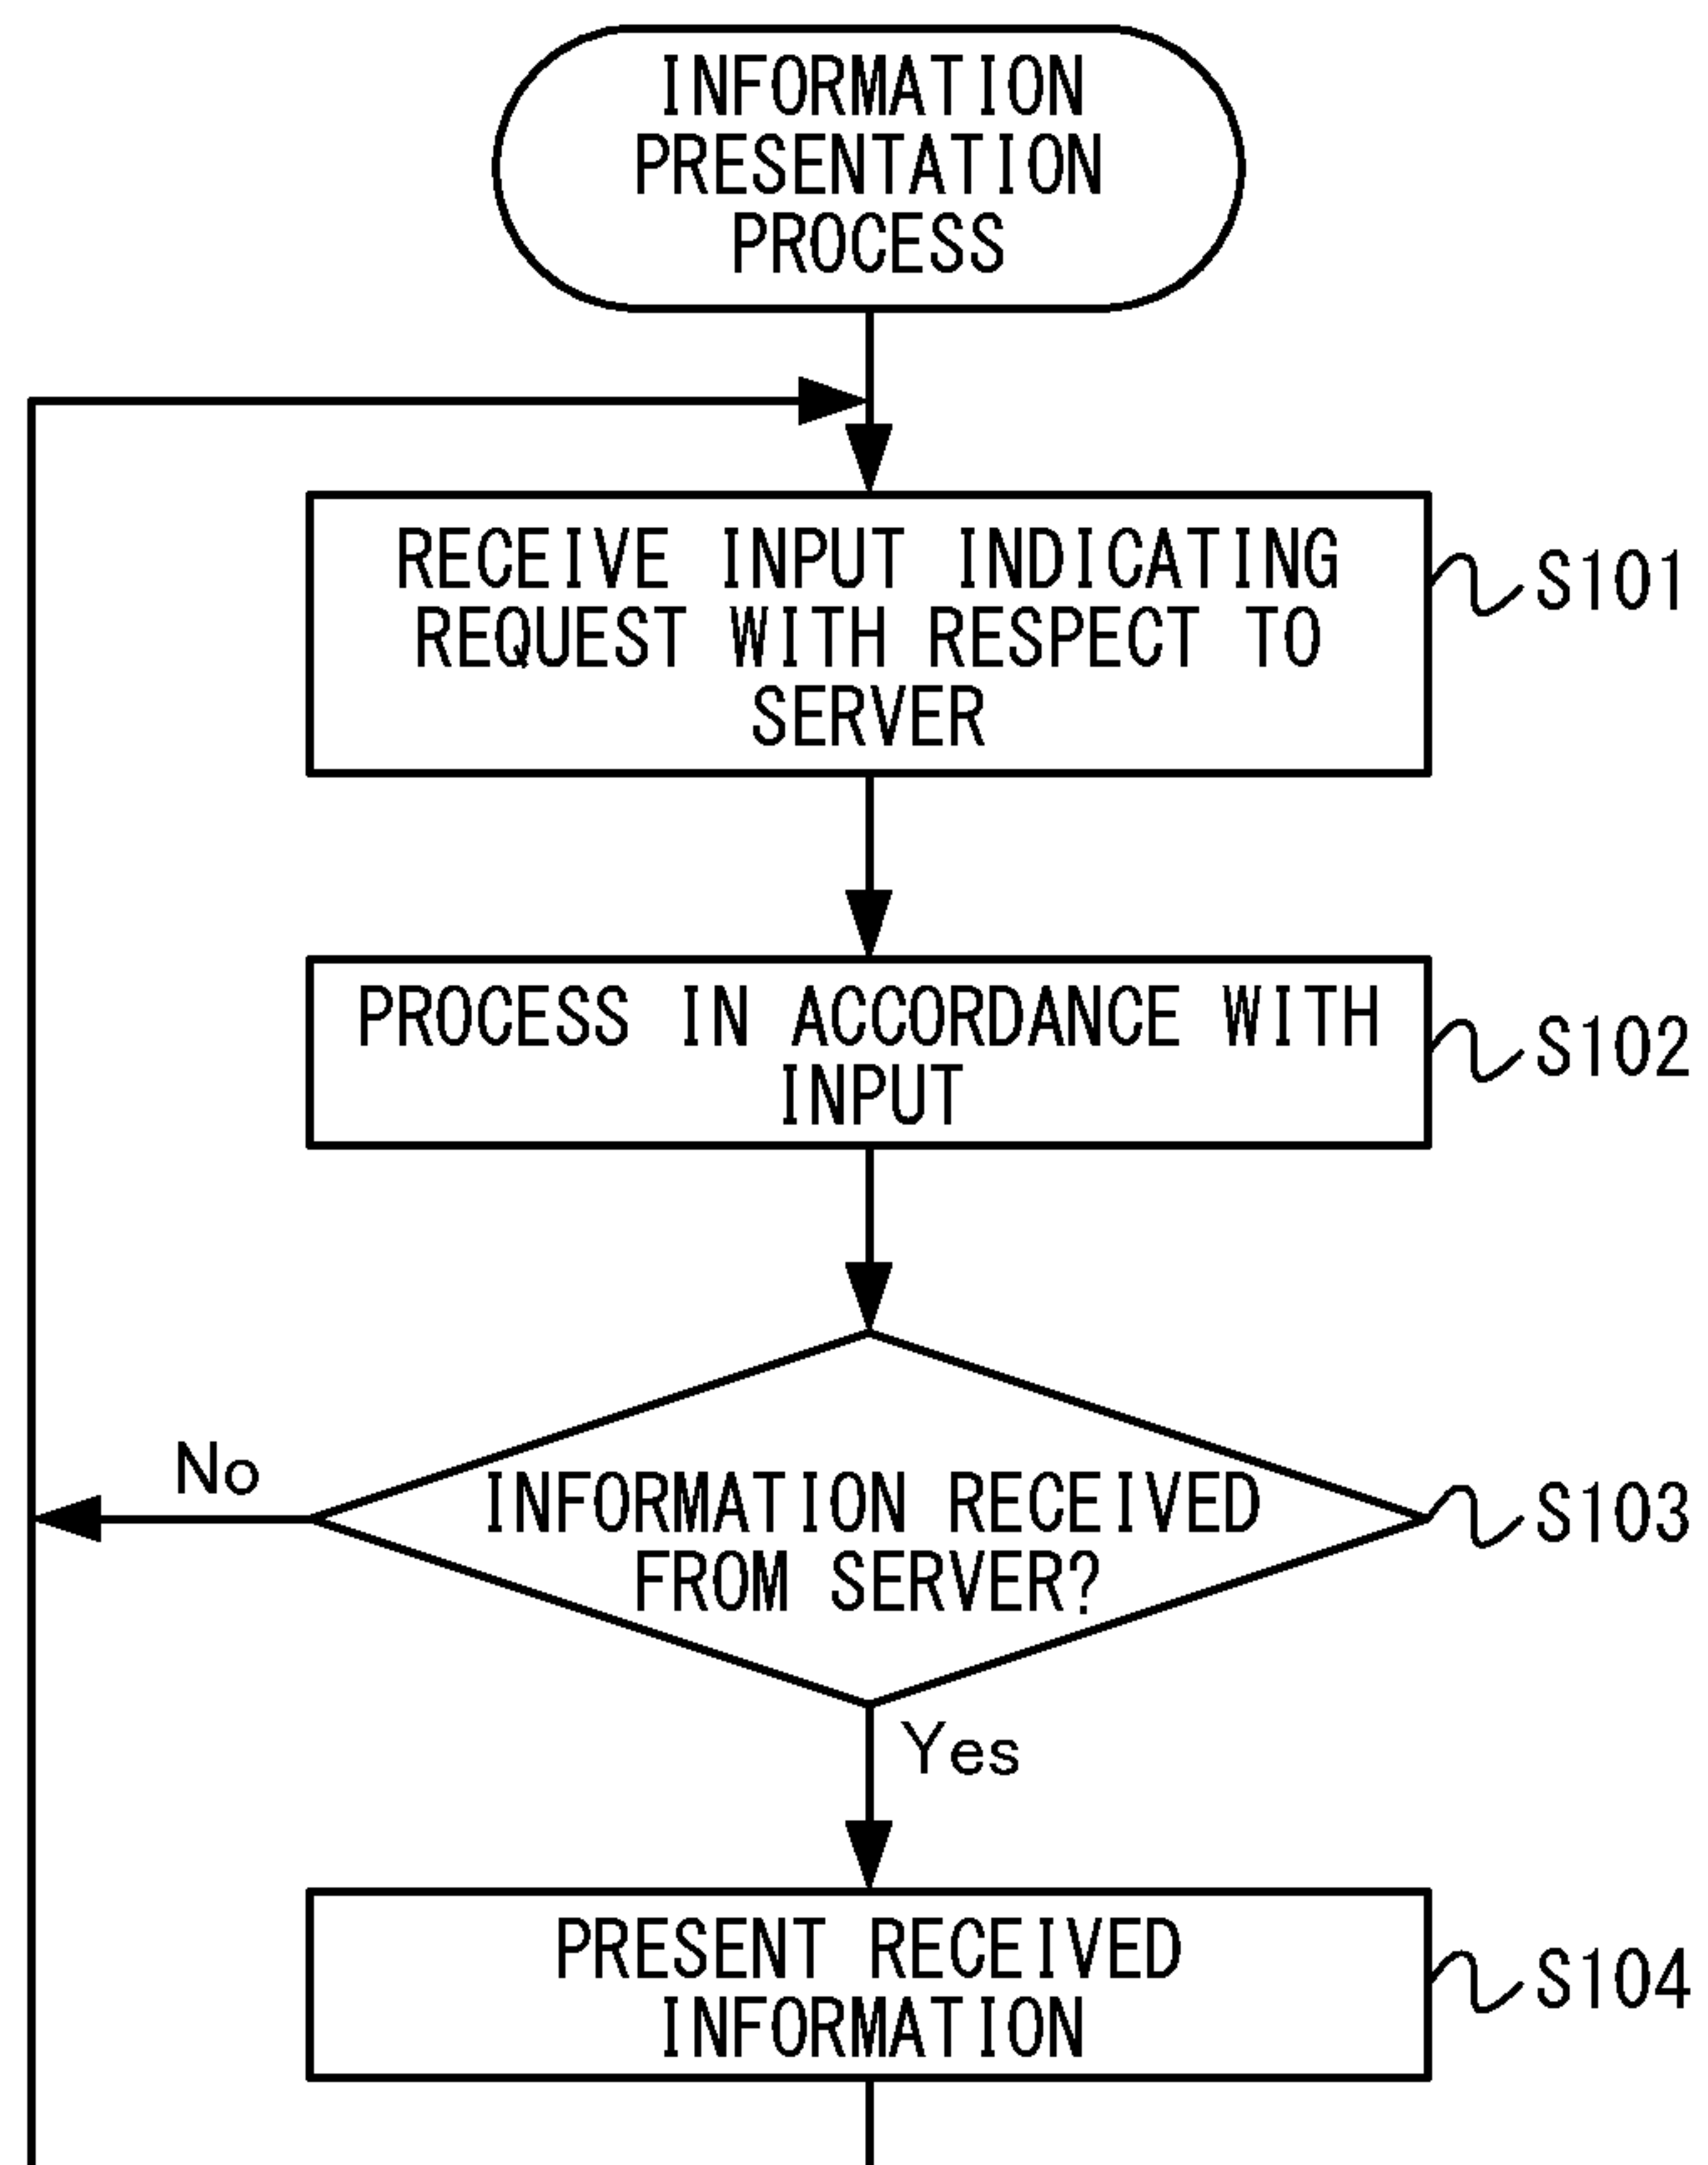 INFORMATION
PRESENTATION
PROCESS
RECEIVE INPUT INDICATING
REQUEST WITH RESPECT TO
SERVER
S101
PROCESS IN ACCORDANCE WITH
INPUT
S102
No
INFORMATION RECEIVED
FROM SERVER?
S103
Yes
PRESENT RECEIVED
INFORMATION
S104